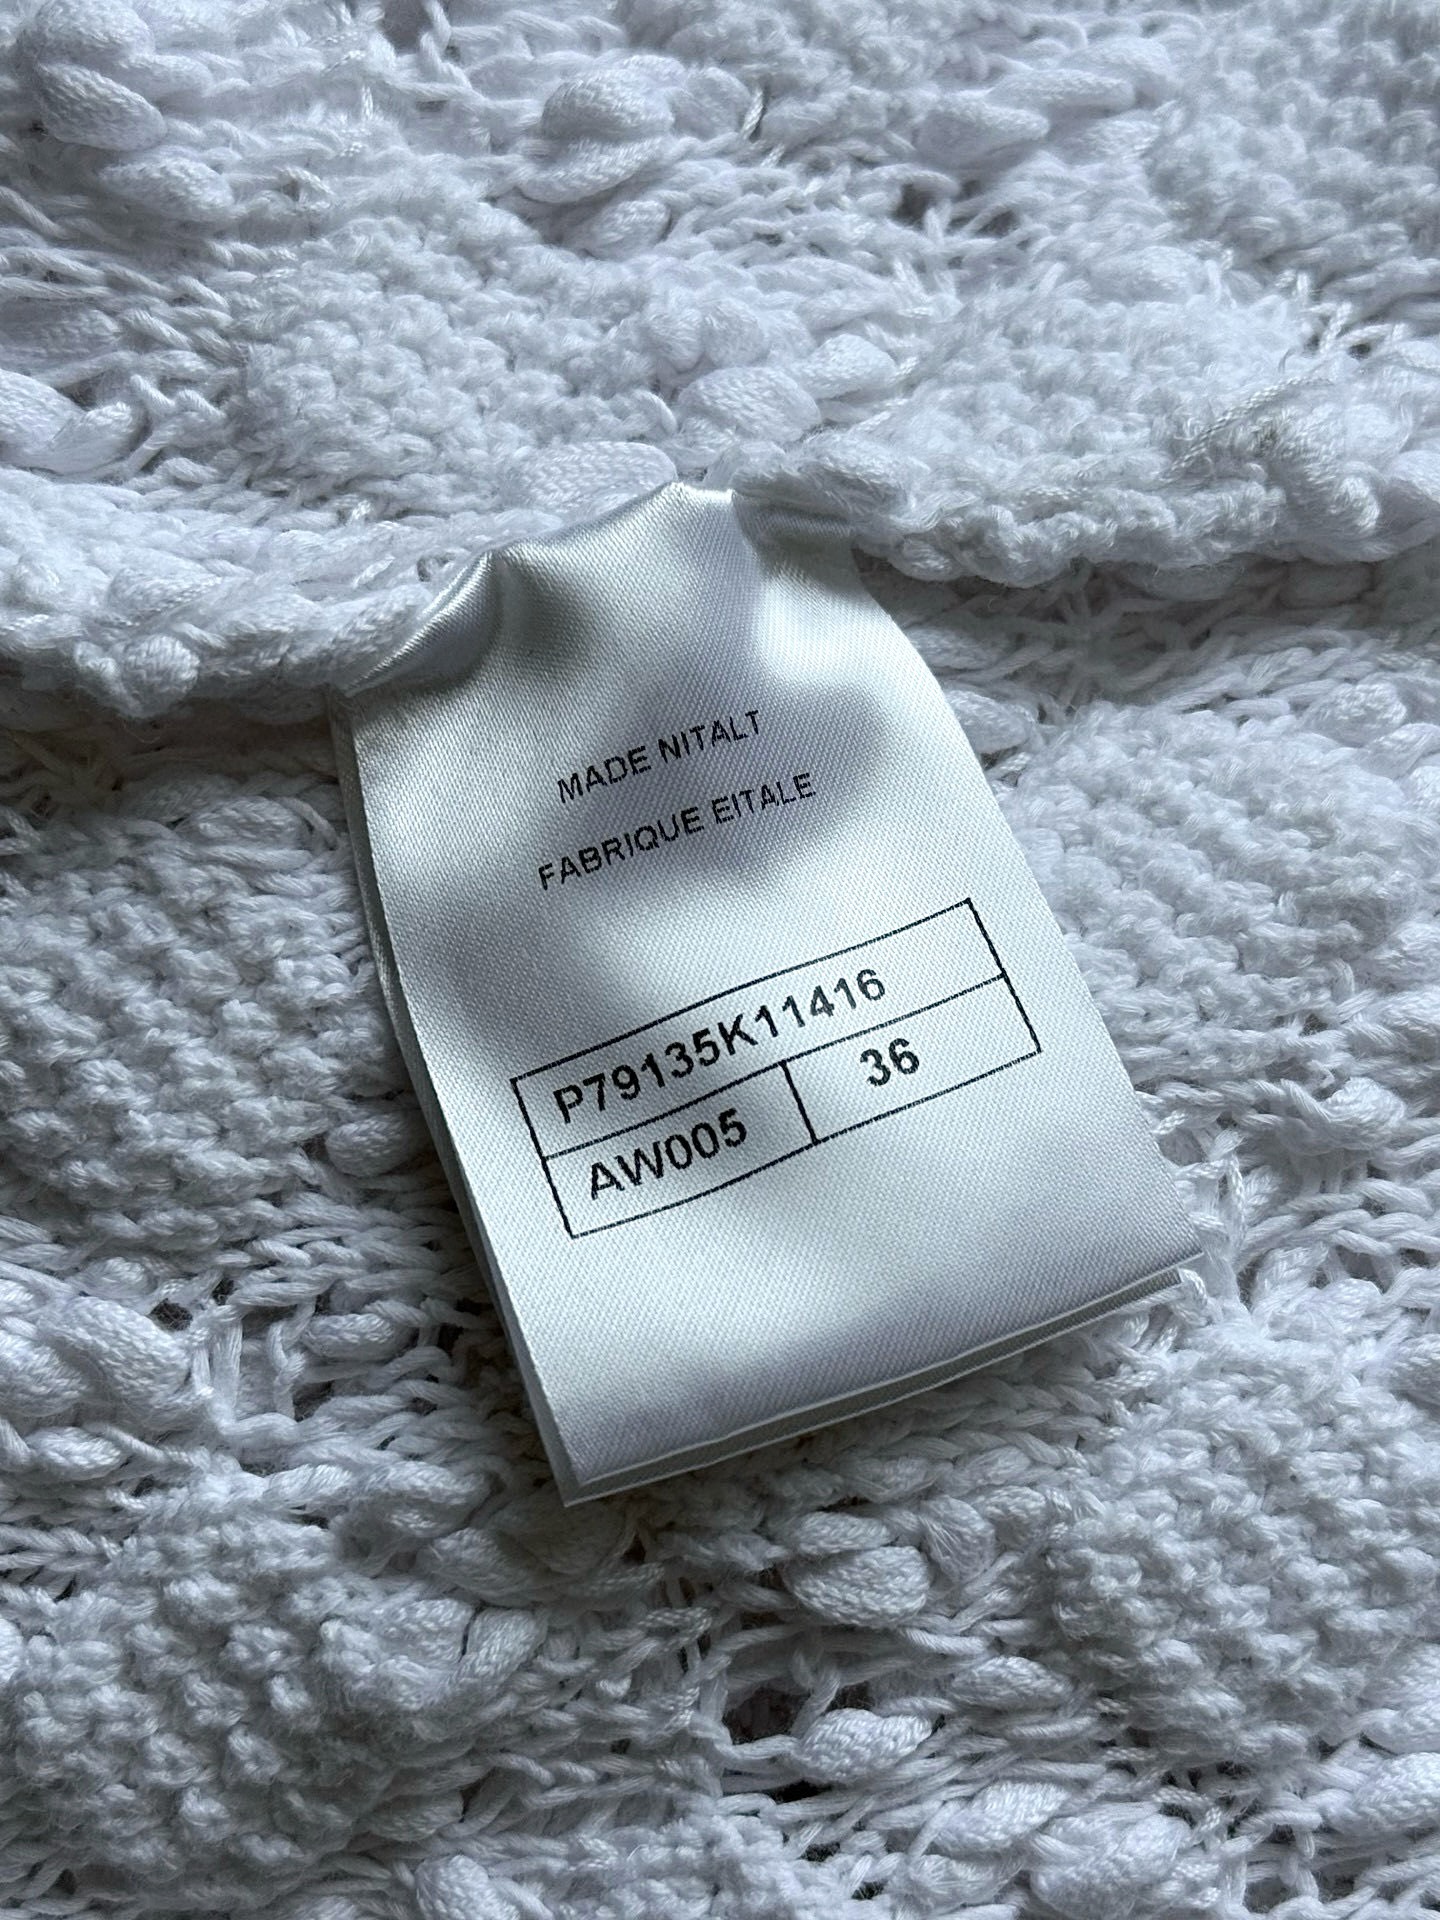 MADE NITALT
FABRIQUE EITALE
P79135K11416
AW005 36